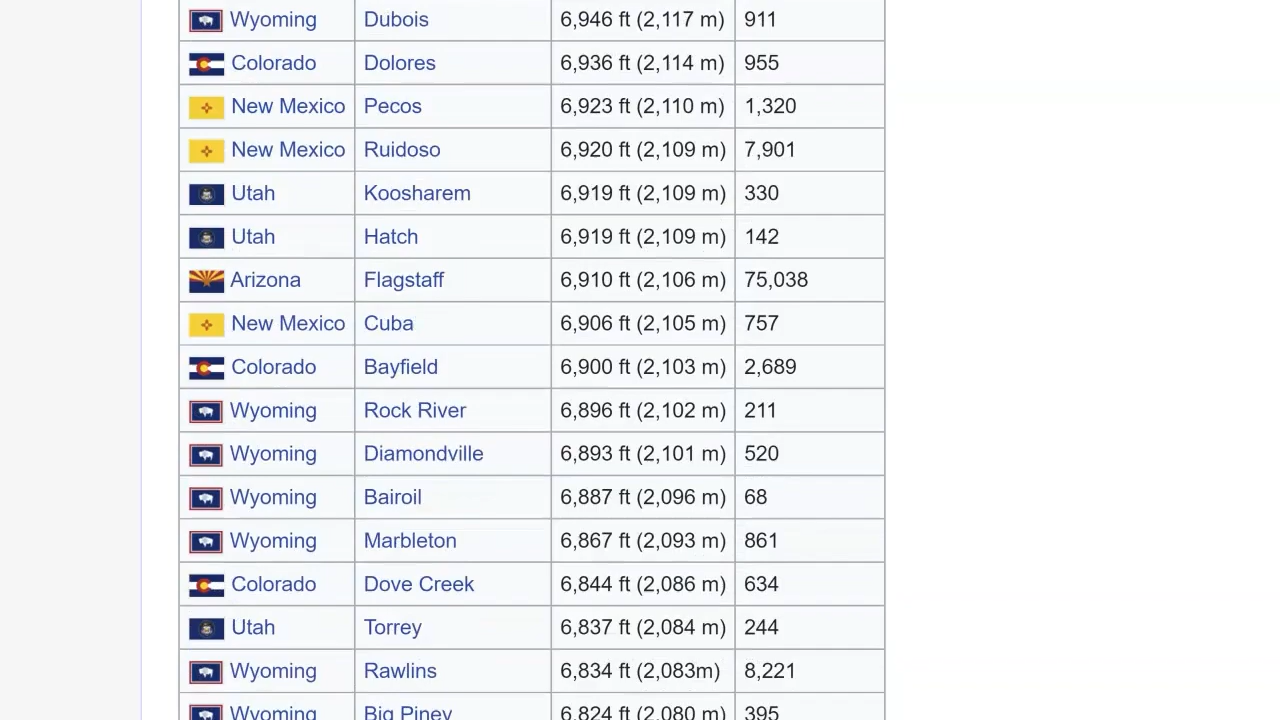 Wyoming Dubois 6,946 ft (2,117 m) 911
Colorado Dolores 6,936 ft (2,114 m) 955
New Mexico Pecos 6,923 ft (2,110 m) 1,320
New Mexico Ruidoso 6,920 ft (2,109 m) 7,901
Utah Koosharem 6,919 ft (2,109 m) 330
Utah Hatch 6,919 ft (2,109 m) 142
Arizona Flagstaff 6,910 ft (2,106 m) 75,038
New Mexico Cuba 6,906 ft (2,105 m) 757
Colorado Bayfield 6,900 ft (2,103 m) 2,689
Wyoming Rock River 6,896 ft (2,102 m) 211
Wyoming Diamondville 6,893 ft (2,101 m) 520
Wyoming Bairoil 6,887 ft (2,096 m) 68
Wyoming Marbleton 6,867 ft (2,093 m) 861
Colorado Dove Creek 6,844 ft (2,086 m) 634
Utah Torrey 6,837 ft (2,084 m) 244
Wyoming Rawlins 6,834 ft (2,083m) 8,221
Wyoming Big Piney 6,824 ft (2,080 m) 395